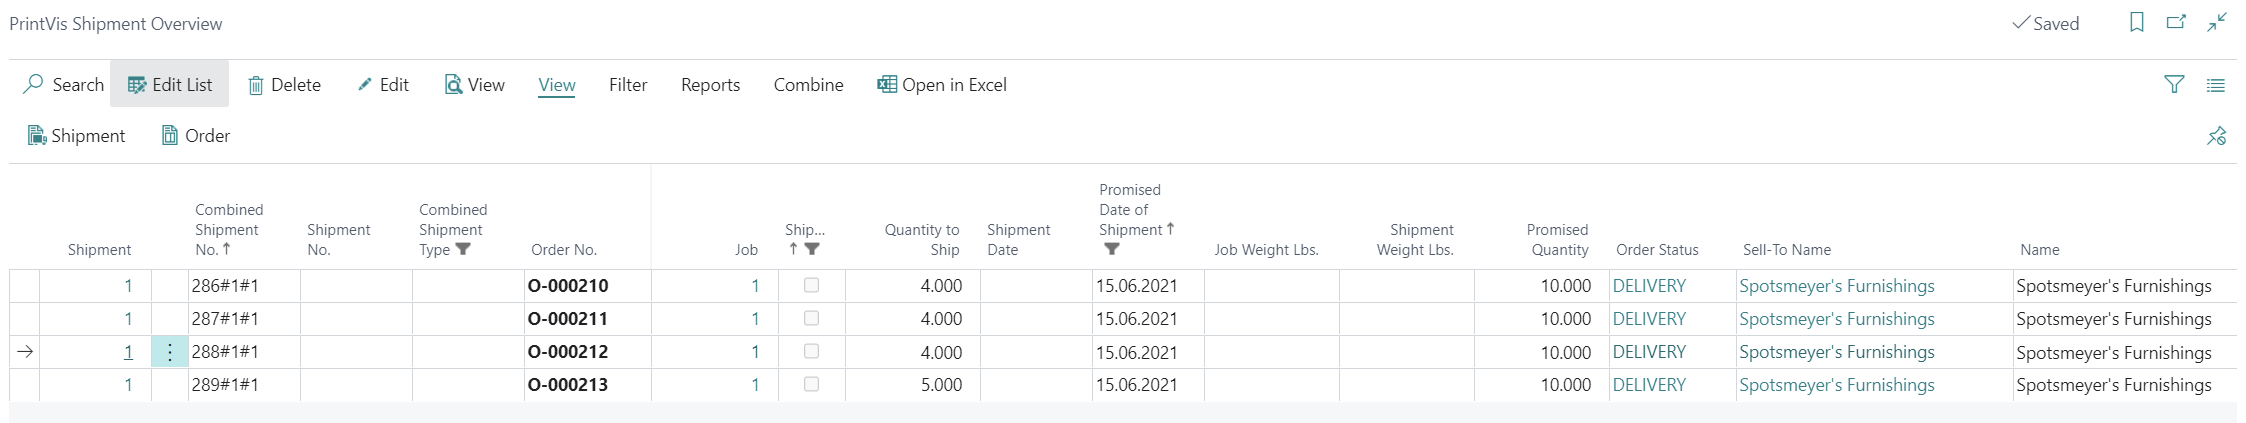 PrintVis Shipment Overview
Saved
Search Edit List Delete Edit View View Filter Reports Combine Open in Excel
Shipment Order
Shipment
Combined
Shipment
No.↑
Shipment
No.
Combined
Shipment
Type
Order No.
Job
Ship...
↑
Quantity to
Ship
Shipment
Date
Promised
Date of
Shipment↑
Job Weight Lbs.
Shipment
Weight Lbs.
Promised
Quantity
Order Status
Sell-To Name
Name
1 286#1#1 O-000210 1 4.000 15.06.2021 10.000 DELIVERY Spotsmeyer's Furnishings Spotsmeyer's Furnishings
1 287#1#1 O-000211 1 4.000 15.06.2021 10.000 DELIVERY Spotsmeyer's Furnishings Spotsmeyer's Furnishings
→ 1 ⋮ 288#1#1 O-000212 1 4.000 15.06.2021 10.000 DELIVERY Spotsmeyer's Furnishings Spotsmeyer's Furnishings
1 289#1#1 O-000213 1 5.000 15.06.2021 10.000 DELIVERY Spotsmeyer's Furnishings Spotsmeyer's Furnishings